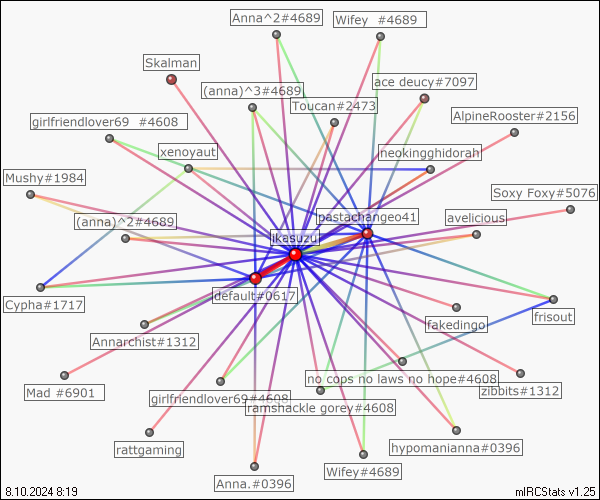 Anna^2#4689
Wifey #4689
Skalman
ace deucy#7097
(anna)^3#4689
Toucan#2473
AlpineRooster#2156
girlfriendlover69 #4608
xenoyaut
neokingghidorah
Mushy#1984
Soxy Foxy#5076
(anna)^2#4689
pastachangeo41
avelicious
ikasuzu
default#0617
Cypha#1717
frisout
fakedingo
Annarchist#1312
no cops no laws no hope#4608
zibbits#1312
Mad #6901
girlfriendlover69#4608
ramshackle gorey#4608
rattgaming
hypomanianna#0396
Anna.#0396
Wifey#4689
8.10.2024 8:19
mIRCStats v1.25